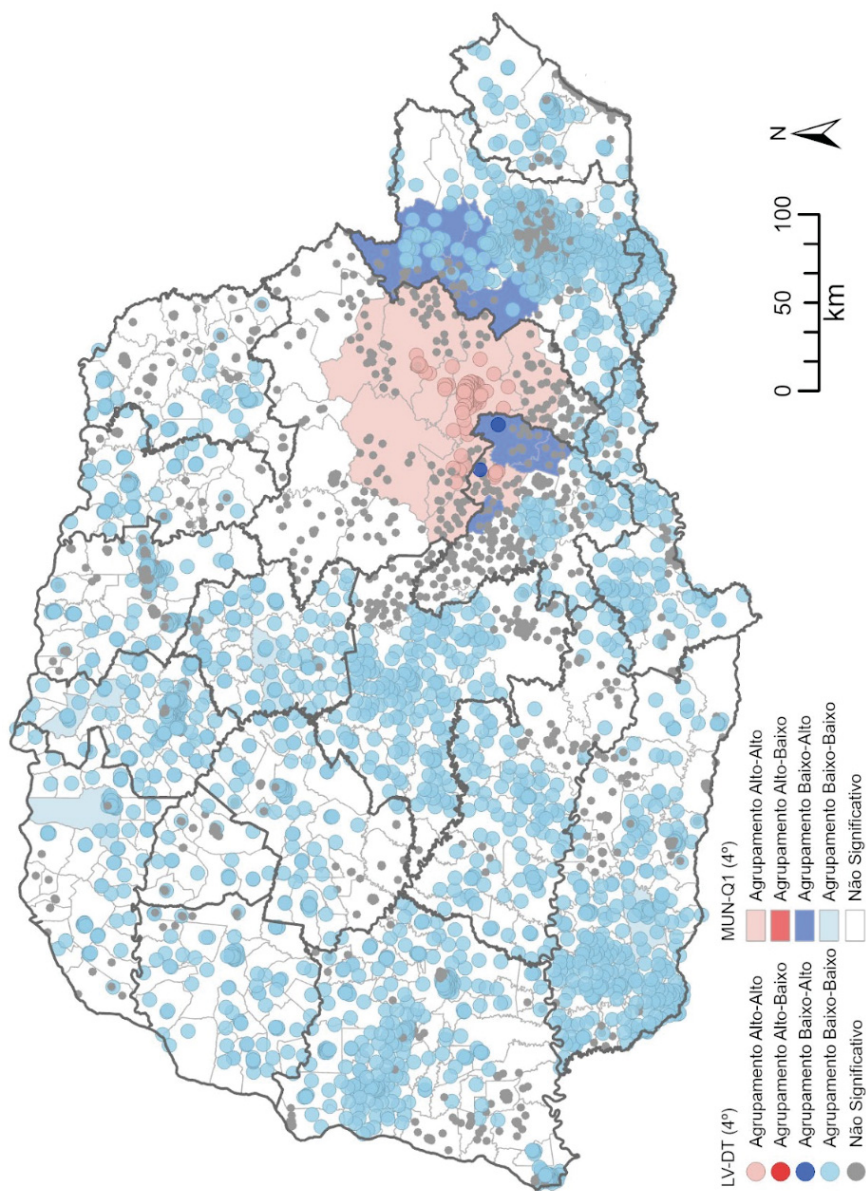 N
0 50 100
km
LV-DT (4º)
Agrupamento Alto-Alto
Agrupamento Alto-Baixo
Agrupamento Baixo-Alto
Agrupamento Baixo-Baixo
Não Significativo
MUN-Q1 (4º)
Agrupamento Alto-Alto
Agrupamento Alto-Baixo
Agrupamento Baixo-Alto
Agrupamento Baixo-Baixo
Não Significativo